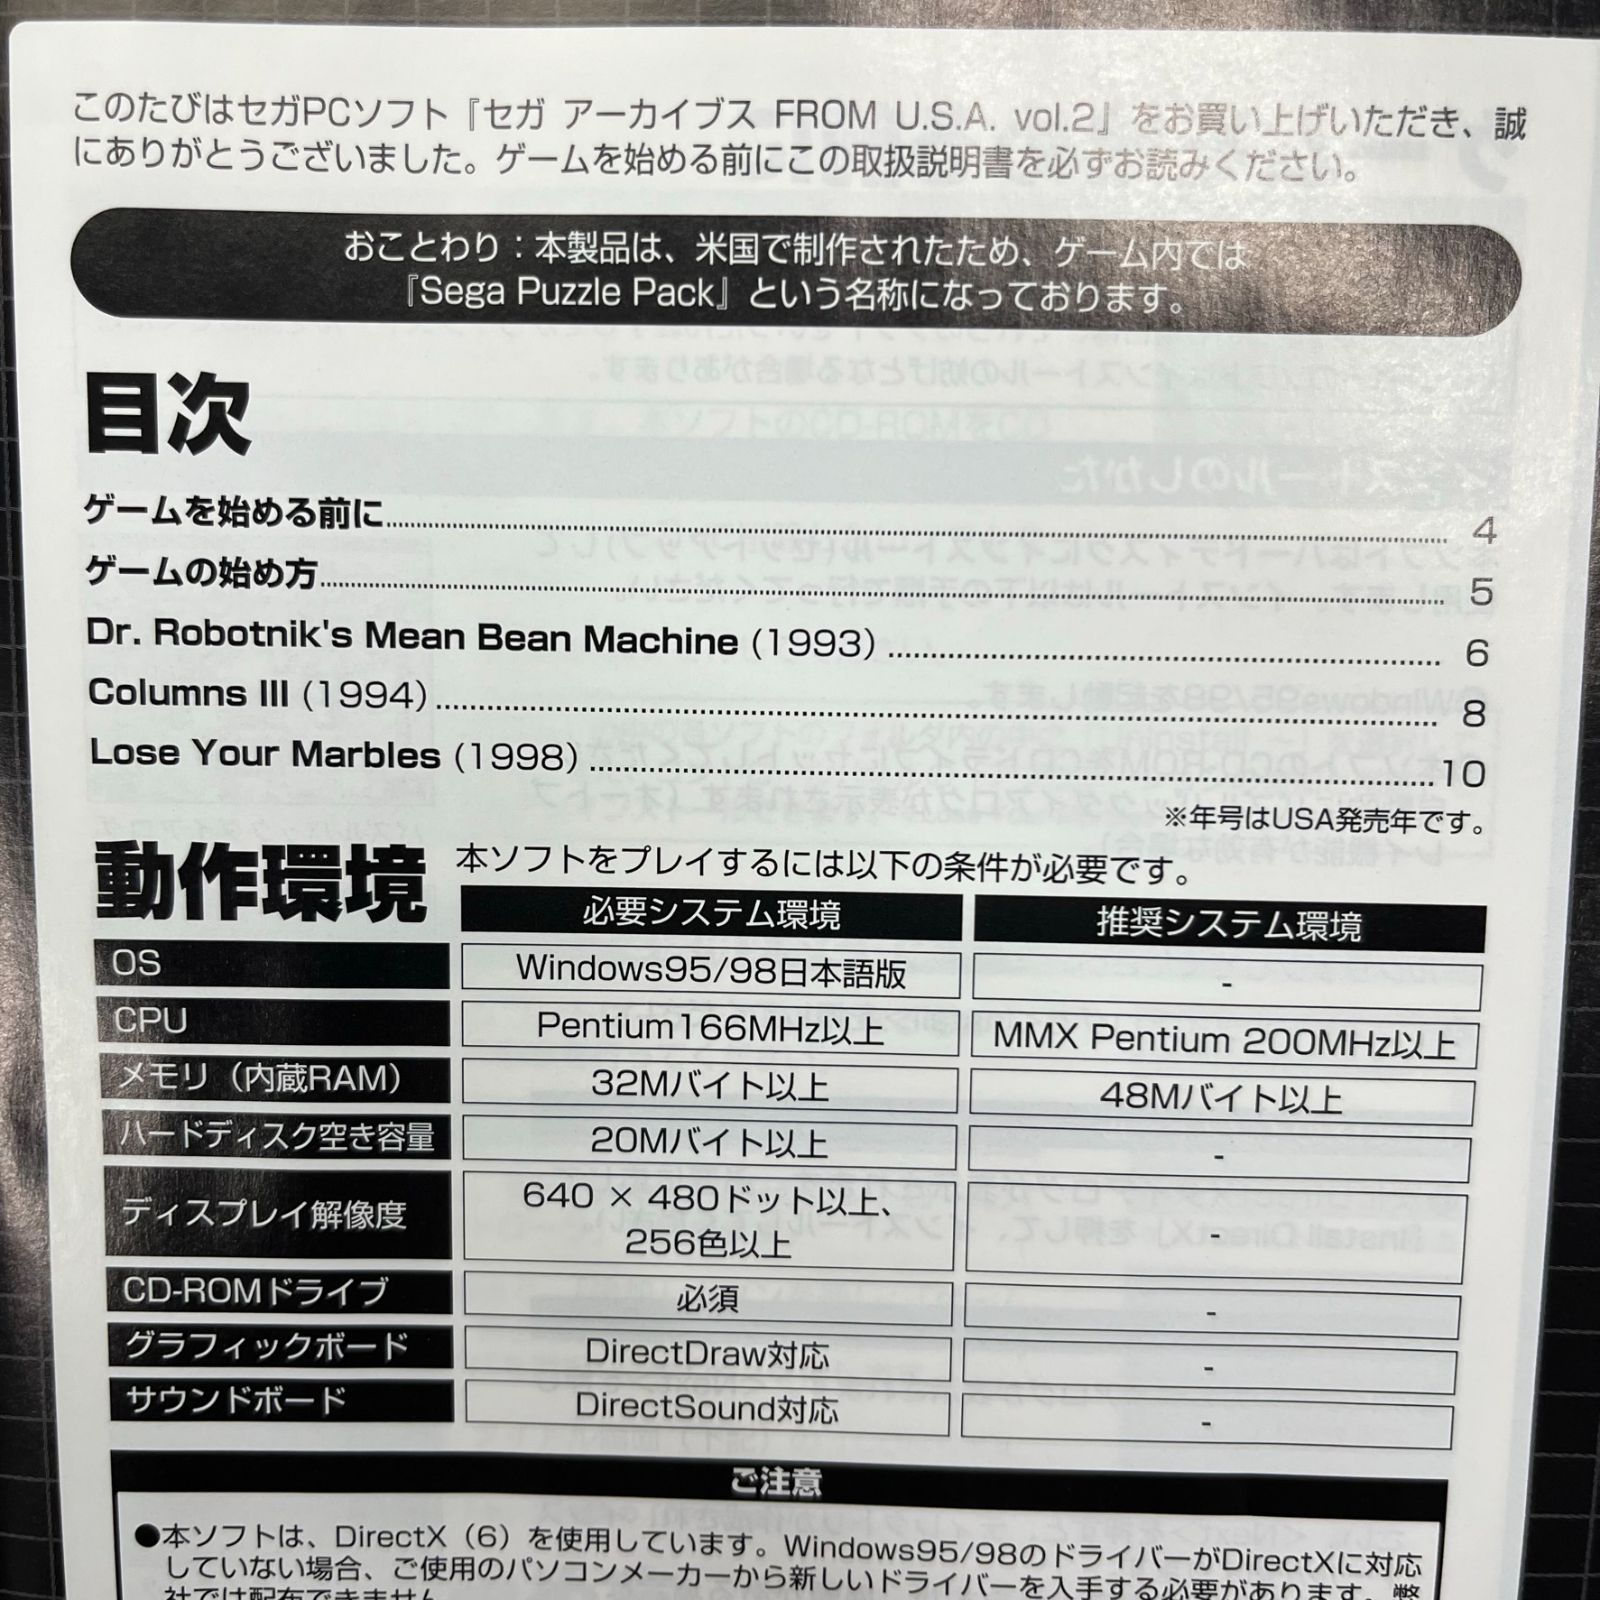 このたびはセガPCソフト『セガ アーカイブス FROM U.S.A. vol.2』をお買い上げいただき、誠
にありがとうございました。ゲームを始める前にこの取扱説明書を必ずお読みください。
おことわり：本製品は、米国で制作されたため、ゲーム内では
『Sega Puzzle Pack』という名称になっております。
目次
ゲームを始める前に........ 4
ゲームの始め方........ 5
Dr. Robotnik's Mean Bean Machine (1993) ........ 6
Columns III (1994) ........ 8
Lose Your Marbles (1998) ........ 10
※年号はUSA発売年です。
動作環境 本ソフトをプレイするには以下の条件が必要です。
必要システム環境 推奨システム環境
OS Windows95/98日本語版 -
CPU Pentium166MHz以上 MMX Pentium 200MHz以上
メモリ（内蔵RAM） 32Mバイト以上 48Mバイト以上
ハードディスク空き容量 20Mバイト以上 -
ディスプレイ解像度 640 × 480ドット以上、
256色以上 -
CD-ROMドライブ 必須 -
グラフィックボード DirectDraw対応 -
サウンドボード DirectSound対応 -
ご注意
●本ソフトは、DirectX（6）を使用しています。Windows95/98のドライバーがDirectXに対応
していない場合、ご使用のパソコンメーカーから新しいドライバーを入手する必要があります。弊
社では配布できません